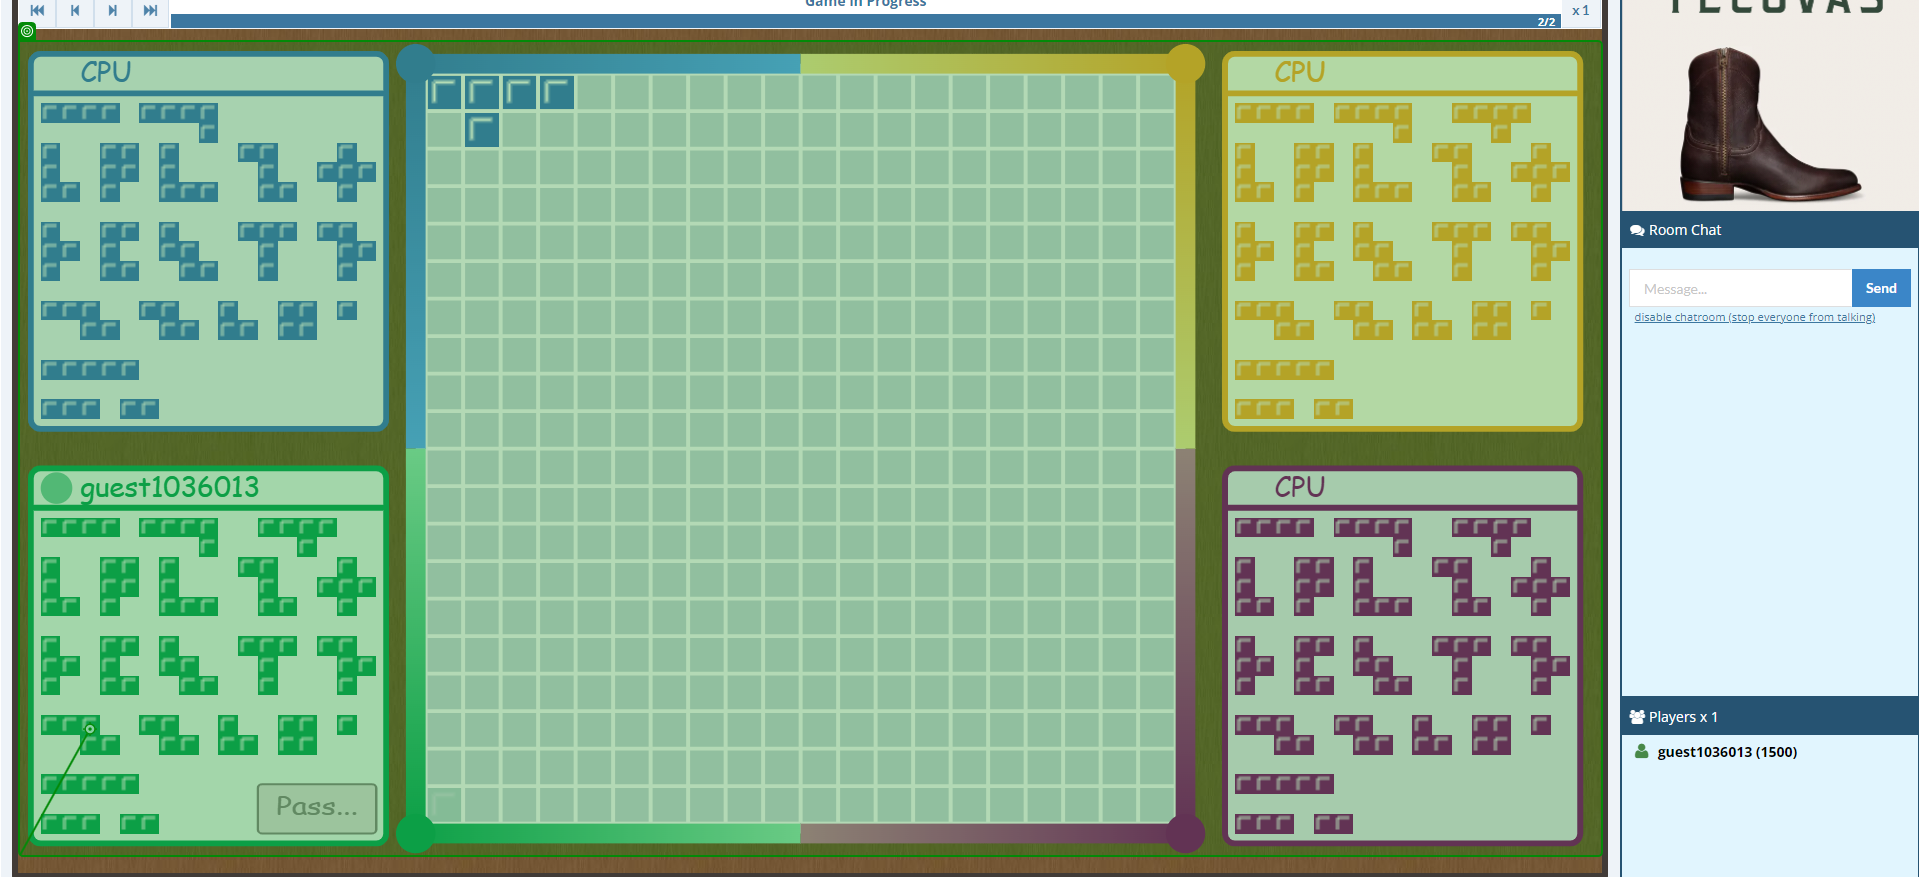 Game in Progress
x 1
2/2
TECOVAS
CPU
CPU
guest1036013
CPU
Pass...
Room Chat
Message...
Send
disable chatroom (stop everyone from talking)
Players x 1
guest1036013 (1500)